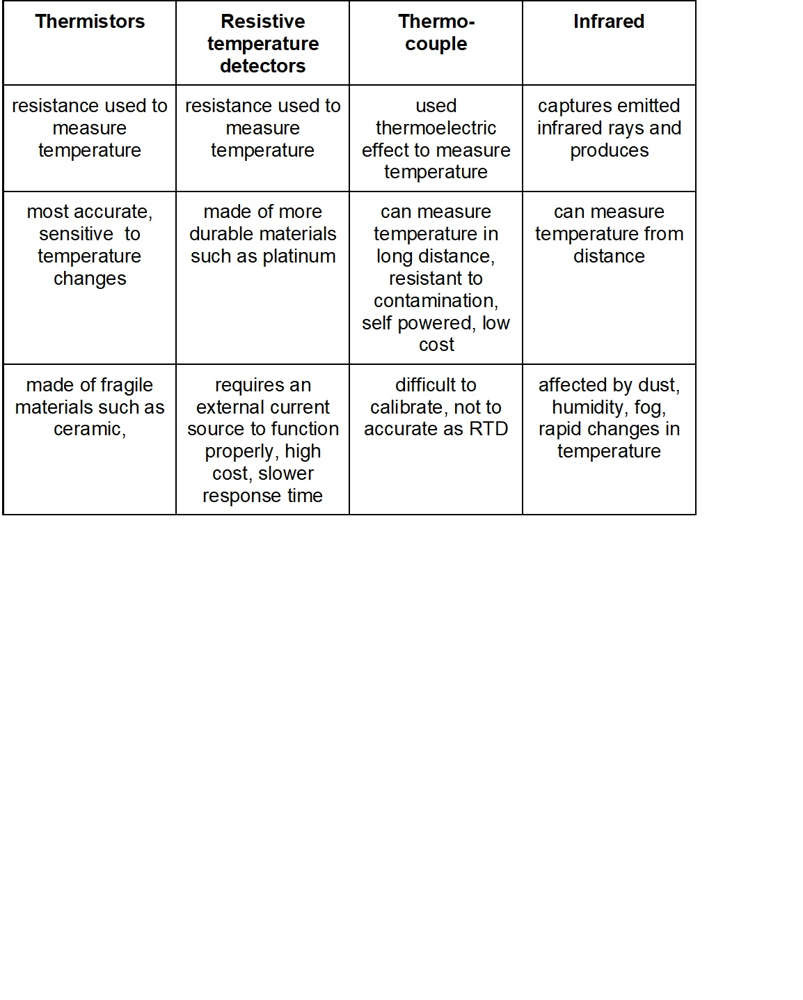 Thermistors
Resistive
temperature
detectors
Thermo-
couple
Infrared
resistance used to
measure
temperature
resistance used to
measure
temperature
used
thermoelectric
effect to measure
temperature
captures emitted
infrared rays and
produces
most accurate,
sensitive  to
temperature
changes
made of more
durable materials
such as platinum
can measure
temperature in
long distance,
resistant to
contamination,
self powered, low
cost
can measure
temperature from
distance
made of fragile
materials such as
ceramic,
requires an
external current
source to function
properly, high
cost, slower
response time
difficult to
calibrate, not to
accurate as RTD
affected by dust,
humidity, fog,
rapid changes in
temperature